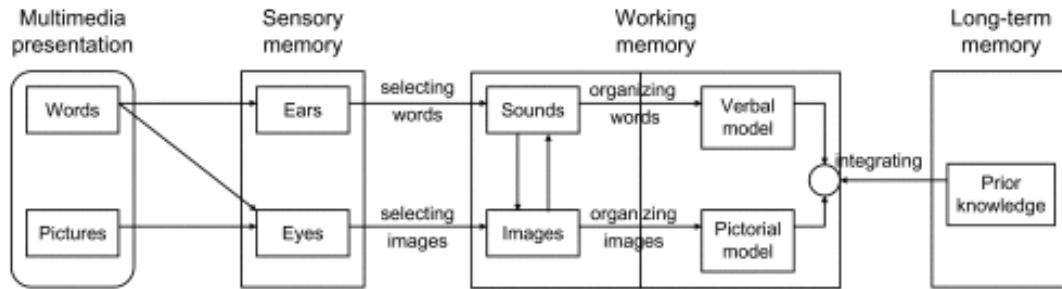 Multimedia
presentation
Sensory
memory
Working
memory
Long-term
memory
Words
Ears
selecting
words
Sounds
organizing
words
Verbal
model
integrating
Prior
knowledge
Pictures
Eyes
selecting
images
Images
organizing
images
Pictorial
model